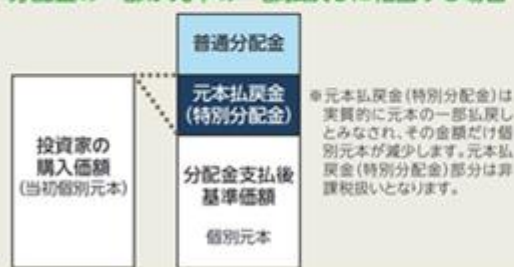 普通分配金
元本払戻金
(特別分配金)
投資家の
購入価額
(当初個別元本)
分配金支払後
基準価額
個別元本
※元本払戻金(特別分配金)は
実質的に元本の一部払戻し
とみなされ、その金額だけ個
別元本が減少します。元本払
戻金(特別分配金)部分は非
課税扱いとなります。